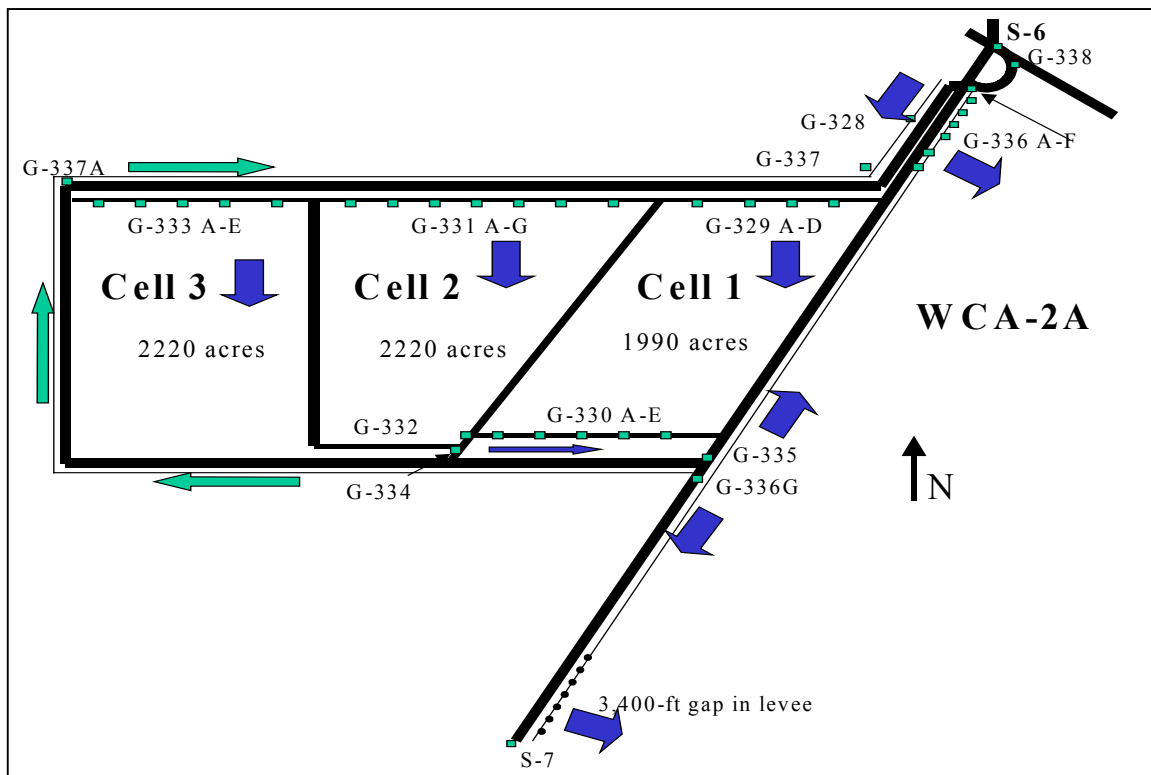 S-6
G-338
G-328
G-336 A-F
G-337
G-337A
G-333 A-E
G-331 A-G
G-329 A-D
Cell 3
Cell 2
Cell 1
WCA-2A
2220 acres
2220 acres
1990 acres
G-332
G-330 A-E
G-335
G-334
G-336G
N
3,400-ft gap in levee
S-7